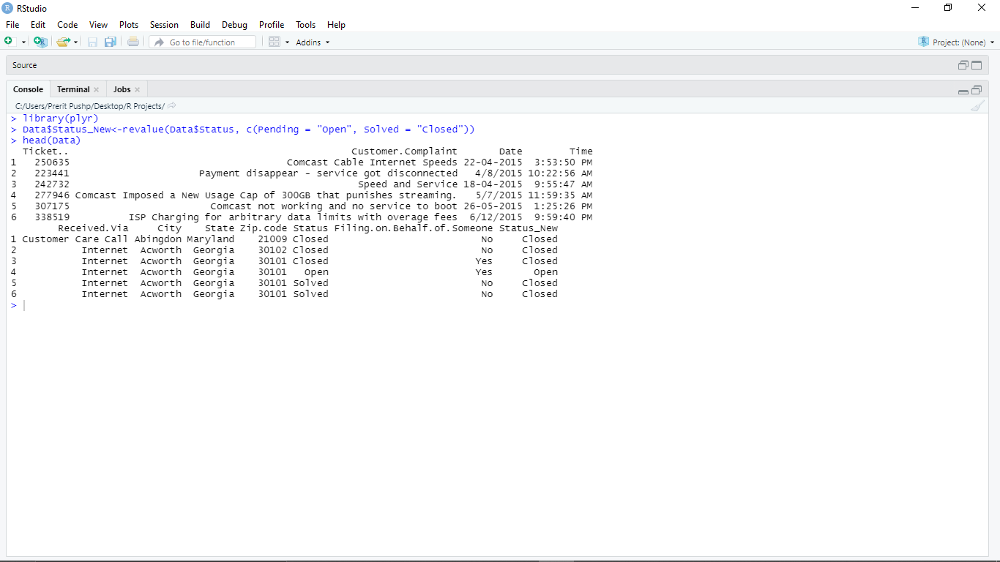 RStudio
File Edit Code View Plots Session Build Debug Profile Tools Help
Go to file/function Addins Project: (None)
Source
Console Terminal Jobs
C:/Users/Prerit Pushp/Desktop/R Projects/
> library(plyr)
> Data$Status_New<-revalue(Data$Status, c(Pending = "Open", Solved = "Closed"))
> head(Data)
Ticket.. Customer.Complaint Date Time
1 250635 Comcast Cable Internet Speeds 22-04-2015 3:53:50 PM
2 223441 Payment disappear - service got disconnected 4/8/2015 10:22:56 AM
3 242732 Speed and Service 18-04-2015 9:55:47 AM
4 277946 Comcast Imposed a New Usage Cap of 300GB that punishes streaming. 5/7/2015 11:59:35 AM
5 307175 Comcast not working and no service to boot 26-05-2015 1:25:26 PM
6 338519 ISP Charging for arbitrary data limits with overage fees 6/12/2015 9:59:40 PM
Received.Via City State Zip.code Status Filing.on.Behalf.of.Someone Status_New
1 Customer Care Call Abingdon Maryland 21009 Closed No Closed
2 Internet Acworth Georgia 30102 Closed No Closed
3 Internet Acworth Georgia 30101 Closed Yes Closed
4 Internet Acworth Georgia 30101 Open Yes Open
5 Internet Acworth Georgia 30101 Solved No Closed
6 Internet Acworth Georgia 30101 Solved No Closed
>